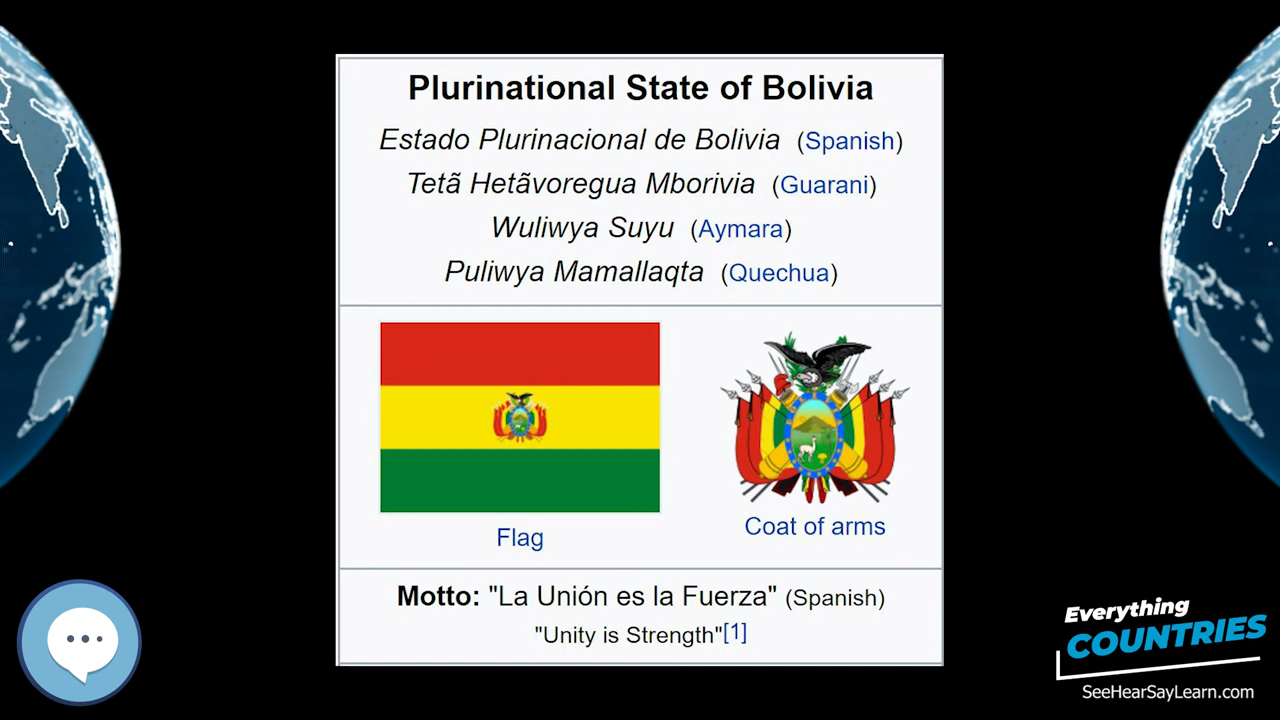 Plurinational State of Bolivia
Estado Plurinacional de Bolivia (Spanish)
Tetã Hetãvoregua Mborivia (Guarani)
Wuliwya Suyu (Aymara)
Puliwya Mamallaqta (Quechua)
Flag
Coat of arms
Motto: "La Unión es la Fuerza" (Spanish)
"Unity is Strength"[1]
Everything
COUNTRIES
SeeHearSayLearn.com